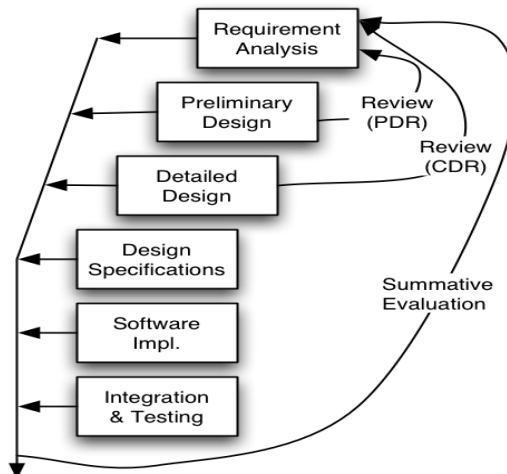 Requirement
Analysis
Preliminary
Design
Review
(PDR)
Review
(CDR)
Detailed
Design
Design
Specifications
Summative
Evaluation
Software
Impl.
Integration
& Testing